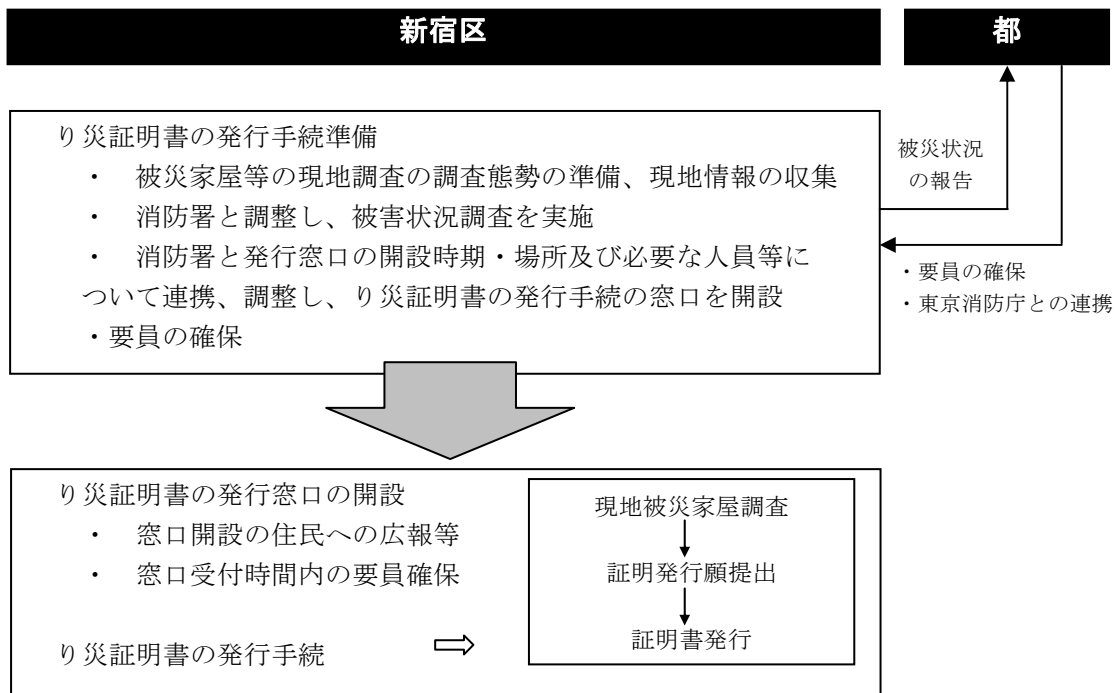 新宿区
都
り災証明書の発行手続準備
・ 被災家屋等の現地調査の調査態勢の準備、現地情報の収集
・ 消防署と調整し、被害状況調査を実施
・ 消防署と発行窓口の開設時期・場所及び必要な人員等に
ついて連携、調整し、り災証明書の発行手続の窓口を開設
・要員の確保
被災状況
の報告
・要員の確保
・東京消防庁との連携
り災証明書の発行窓口の開設
・ 窓口開設の住民への広報等
・ 窓口受付時間内の要員確保
り災証明書の発行手続
現地被災家屋調査
証明発行願提出
証明書発行